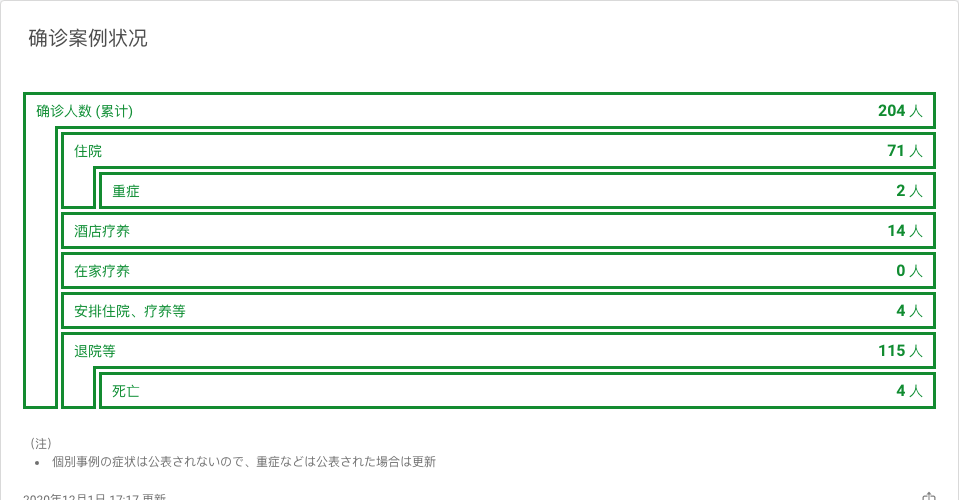 确诊案例状况
确诊人数 (累计) 204 人
住院 71 人
重症 2 人
酒店疗养 14 人
在家疗养 0 人
安排住院、疗养等 4 人
退院等 115 人
死亡 4 人
(注)
• 個別事例の症状は公表されないので、重症などは公表された場合は更新
2020年12月1日 17:17 更新